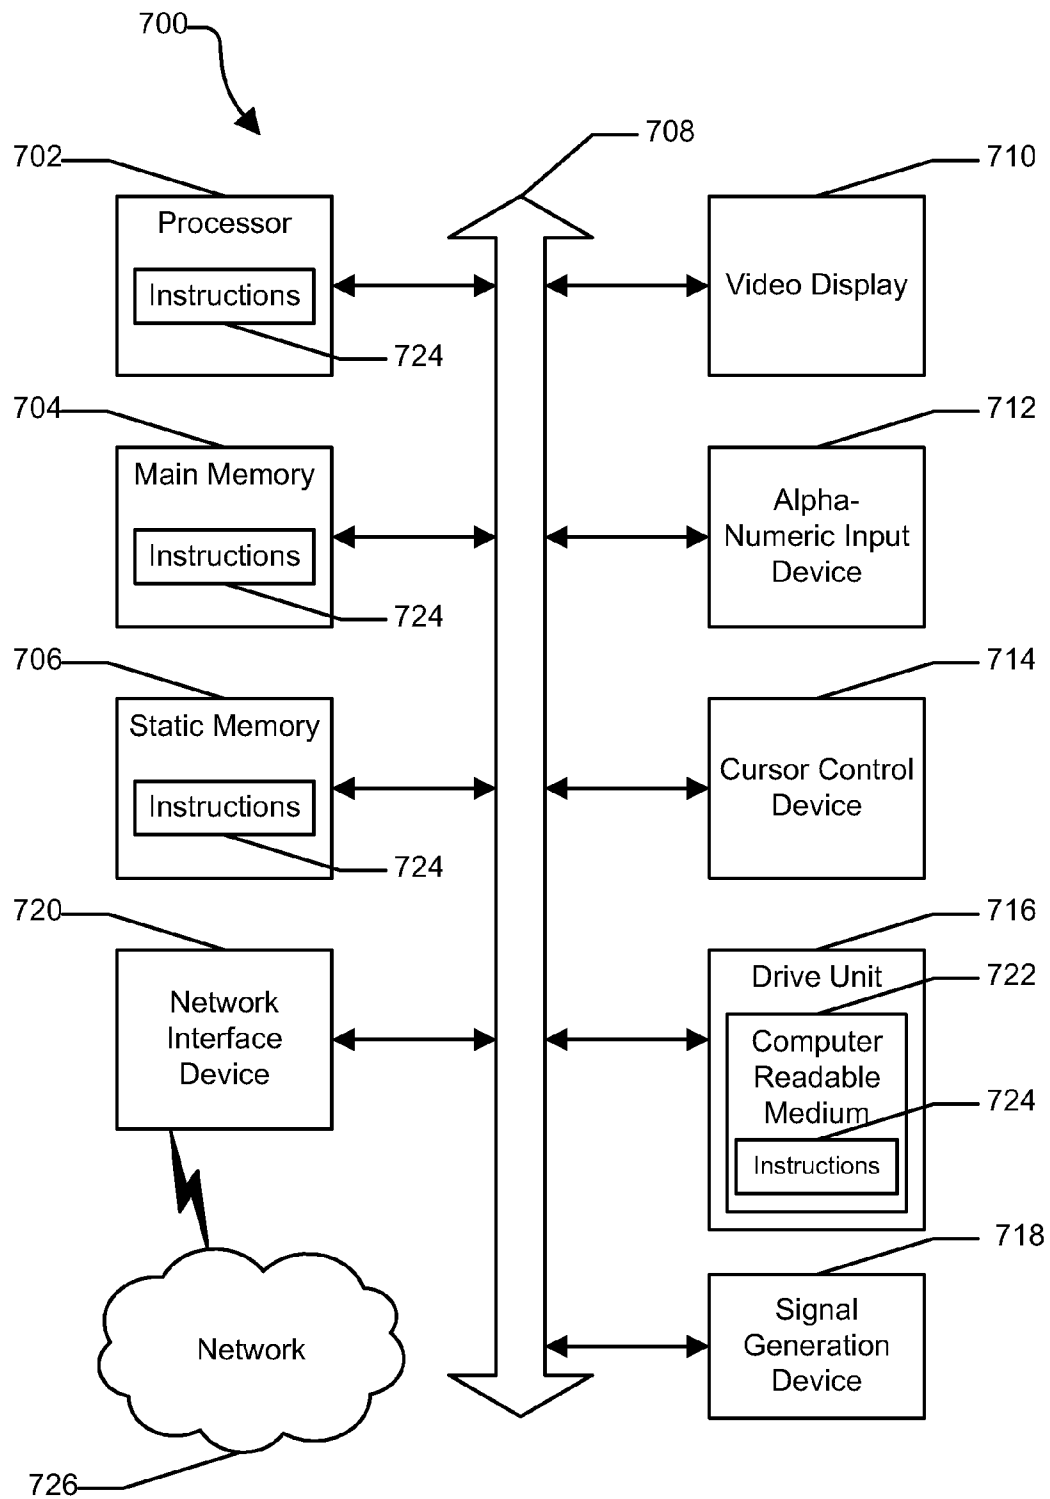 700
708
702
Processor
Instructions
724
704
Main Memory
Instructions
724
706
Static Memory
Instructions
724
720
Network
Interface
Device
Network
726
710
Video Display
712
Alpha-
Numeric Input
Device
714
Cursor Control
Device
716
Drive Unit
722
Computer
Readable
Medium
724
Instructions
718
Signal
Generation
Device